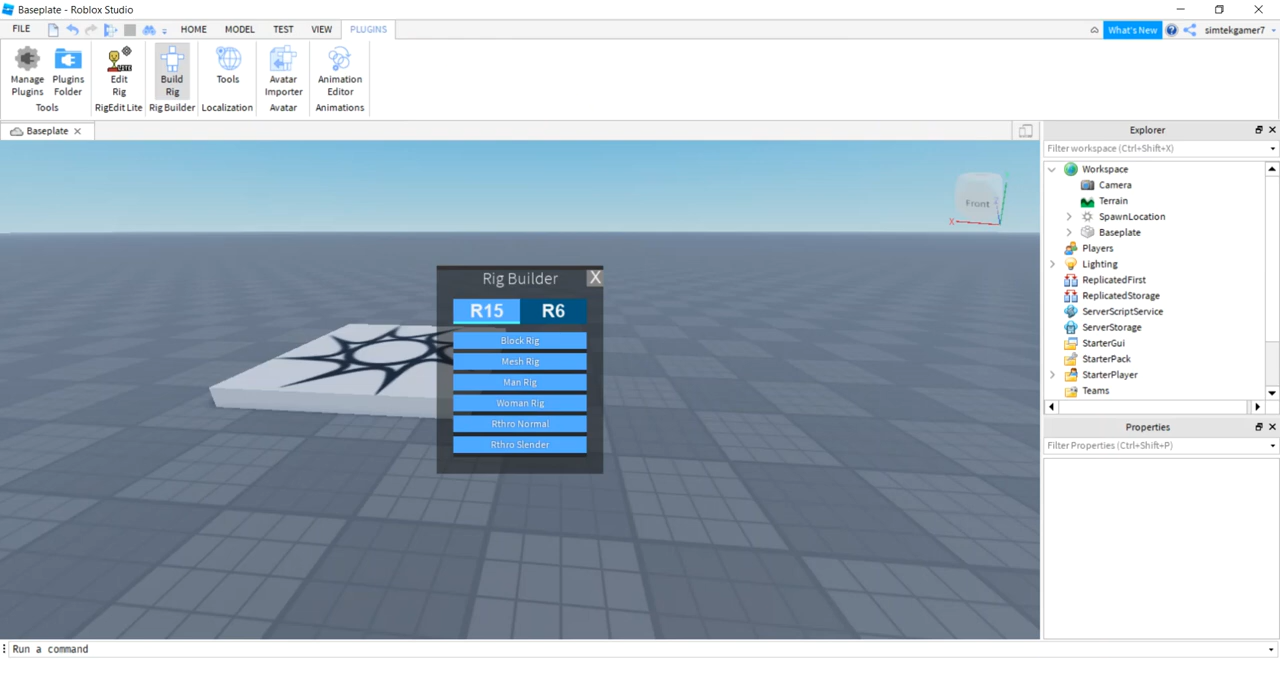 Baseplate - Roblox Studio
FILE HOME MODEL TEST VIEW PLUGINS What's New simtekgamer7
Manage Plugins
Plugins Folder
Tools
Edit Rig
RigEdit Lite
Build Rig
Rig Builder
Tools
Localization
Avatar Importer
Avatar
Animation Editor
Animations
Baseplate
Front
X
Rig Builder X
R15 R6
Block Rig
Mesh Rig
Man Rig
Woman Rig
Rthro Normal
Rthro Slender
Explorer
Filter workspace (Ctrl+Shift+X)
Workspace
Camera
Terrain
SpawnLocation
Baseplate
Players
Lighting
ReplicatedFirst
ReplicatedStorage
ServerScriptService
ServerStorage
StarterGui
StarterPack
StarterPlayer
Teams
Properties
Filter Properties (Ctrl+Shift+P)
Run a command